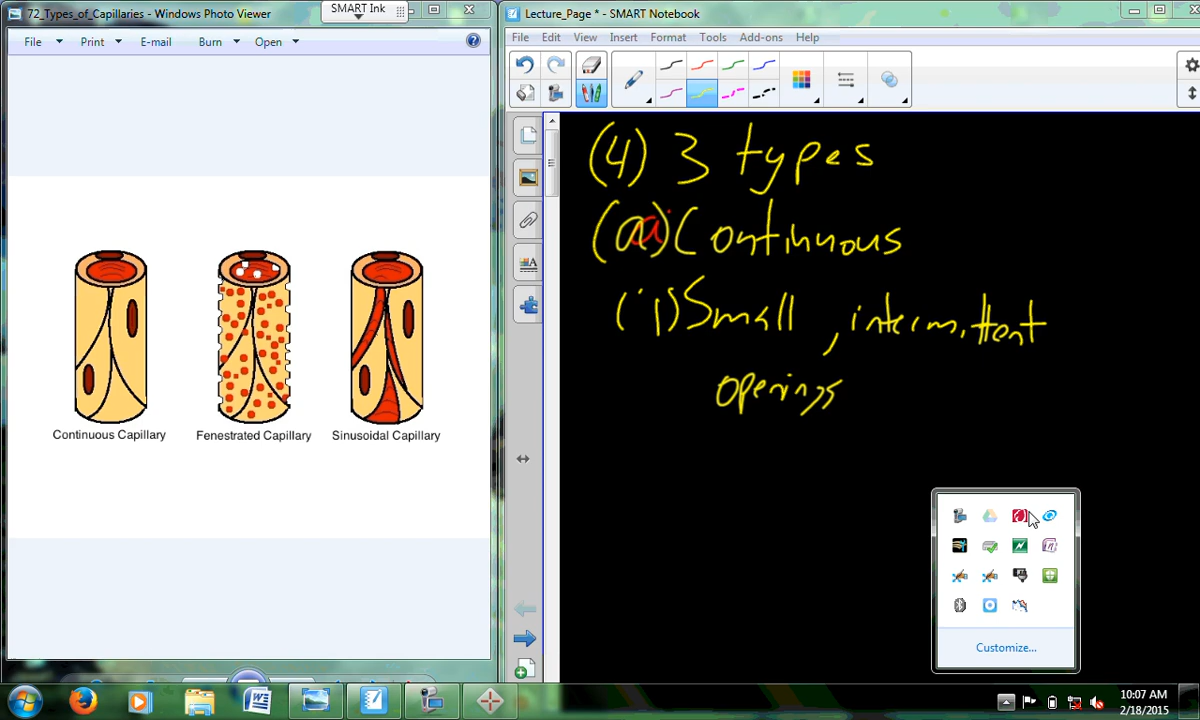 72_Types_of_Capillaries - Windows Photo Viewer
SMART Ink
File Print E-mail Burn Open
Continuous Capillary Fenestrated Capillary Sinusoidal Capillary
Lecture_Page * - SMART Notebook
File Edit View Insert Format Tools Add-ons Help
(4) 3 types
(a) Continuous
(i) Small, intermittent
openings
Customize...
10:07 AM
2/18/2015